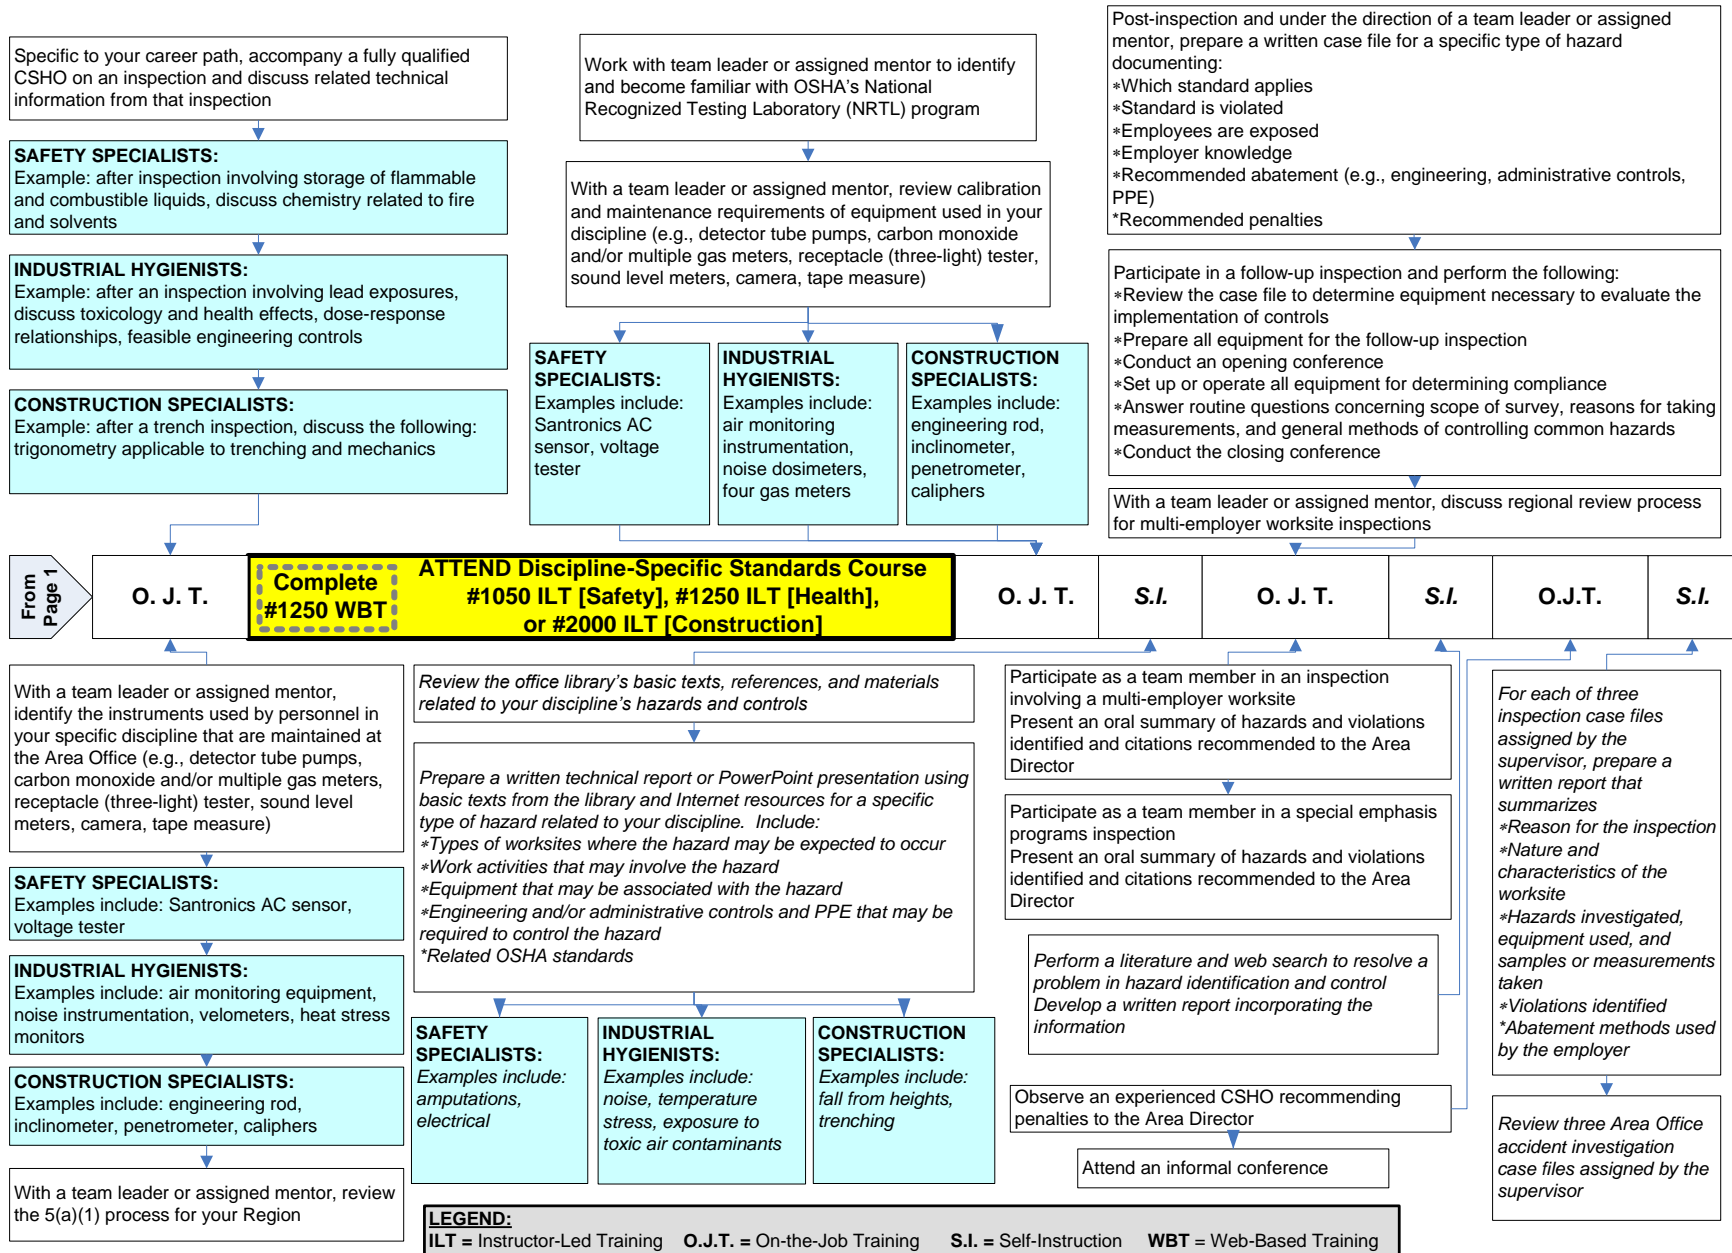 Specific to your career path, accompany a fully qualified
CSHO on an inspection and discuss related technical
information from that inspection
SAFETY SPECIALISTS:
Example: after inspection involving storage of flammable
and combustible liquids, discuss chemistry related to fire
and solvents
INDUSTRIAL HYGIENISTS:
Example: after an inspection involving lead exposures,
discuss toxicology and health effects, dose-response
relationships, feasible engineering controls
CONSTRUCTION SPECIALISTS:
Example: after a trench inspection, discuss the following:
trigonometry applicable to trenching and mechanics
Work with team leader or assigned mentor to identify
and become familiar with OSHA's National
Recognized Testing Laboratory (NRTL) program
With a team leader or assigned mentor, review calibration
and maintenance requirements of equipment used in your
discipline (e.g., detector tube pumps, carbon monoxide
and/or multiple gas meters, receptacle (three-light) tester,
sound level meters, camera, tape measure)
SAFETY
SPECIALISTS:
Examples include:
Santronics AC
sensor, voltage
tester
INDUSTRIAL
HYGIENISTS:
Examples include:
air monitoring
instrumentation,
noise dosimeters,
four gas meters
CONSTRUCTION
SPECIALISTS:
Examples include:
engineering rod,
inclinometer,
penetrometer,
caliphers
Post-inspection and under the direction of a team leader or assigned
mentor, prepare a written case file for a specific type of hazard
documenting:
*Which standard applies
*Standard is violated
*Employees are exposed
*Employer knowledge
*Recommended abatement (e.g., engineering, administrative controls,
PPE)
*Recommended penalties
Participate in a follow-up inspection and perform the following:
*Review the case file to determine equipment necessary to evaluate the
implementation of controls
*Prepare all equipment for the follow-up inspection
*Conduct an opening conference
*Set up or operate all equipment for determining compliance
*Answer routine questions concerning scope of survey, reasons for taking
measurements, and general methods of controlling common hazards
*Conduct the closing conference
With a team leader or assigned mentor, discuss regional review process
for multi-employer worksite inspections
From
Page 1
O. J. T.
Complete
#1250 WBT
ATTEND Discipline-Specific Standards Course
#1050 ILT [Safety], #1250 ILT [Health],
or #2000 ILT [Construction]
O. J. T.
S.I.
O. J. T.
S.I.
O.J.T.
S.I.
With a team leader or assigned mentor,
identify the instruments used by personnel in
your specific discipline that are maintained at
the Area Office (e.g., detector tube pumps,
carbon monoxide and/or multiple gas meters,
receptacle (three-light) tester, sound level
meters, camera, tape measure)
SAFETY SPECIALISTS:
Examples include: Santronics AC sensor,
voltage tester
INDUSTRIAL HYGIENISTS:
Examples include: air monitoring equipment,
noise instrumentation, velometers, heat stress
monitors
CONSTRUCTION SPECIALISTS:
Examples include: engineering rod,
inclinometer, penetrometer, caliphers
With a team leader or assigned mentor, review
the 5(a)(1) process for your Region
Review the office library's basic texts, references, and materials
related to your discipline's hazards and controls
Prepare a written technical report or PowerPoint presentation using
basic texts from the library and Internet resources for a specific
type of hazard related to your discipline. Include:
*Types of worksites where the hazard may be expected to occur
*Work activities that may involve the hazard
*Equipment that may be associated with the hazard
*Engineering and/or administrative controls and PPE that may be
required to control the hazard
*Related OSHA standards
SAFETY
SPECIALISTS:
Examples include:
amputations,
electrical
INDUSTRIAL
HYGIENISTS:
Examples include:
noise, temperature
stress, exposure to
toxic air contaminants
CONSTRUCTION
SPECIALISTS:
Examples include:
fall from heights,
trenching
Participate as a team member in an inspection
involving a multi-employer worksite
Present an oral summary of hazards and violations
identified and citations recommended to the Area
Director
Participate as a team member in a special emphasis
programs inspection
Present an oral summary of hazards and violations
identified and citations recommended to the Area
Director
Perform a literature and web search to resolve a
problem in hazard identification and control
Develop a written report incorporating the
information
Observe an experienced CSHO recommending
penalties to the Area Director
Attend an informal conference
For each of three
inspection case files
assigned by the
supervisor, prepare a
written report that
summarizes
*Reason for the inspection
*Nature and
characteristics of the
worksite
*Hazards investigated,
equipment used, and
samples or measurements
taken
*Violations identified
*Abatement methods used
by the employer
Review three Area Office
accident investigation
case files assigned by the
supervisor
LEGEND:
ILT = Instructor-Led Training O.J.T. = On-the-Job Training S.I. = Self-Instruction WBT = Web-Based Training